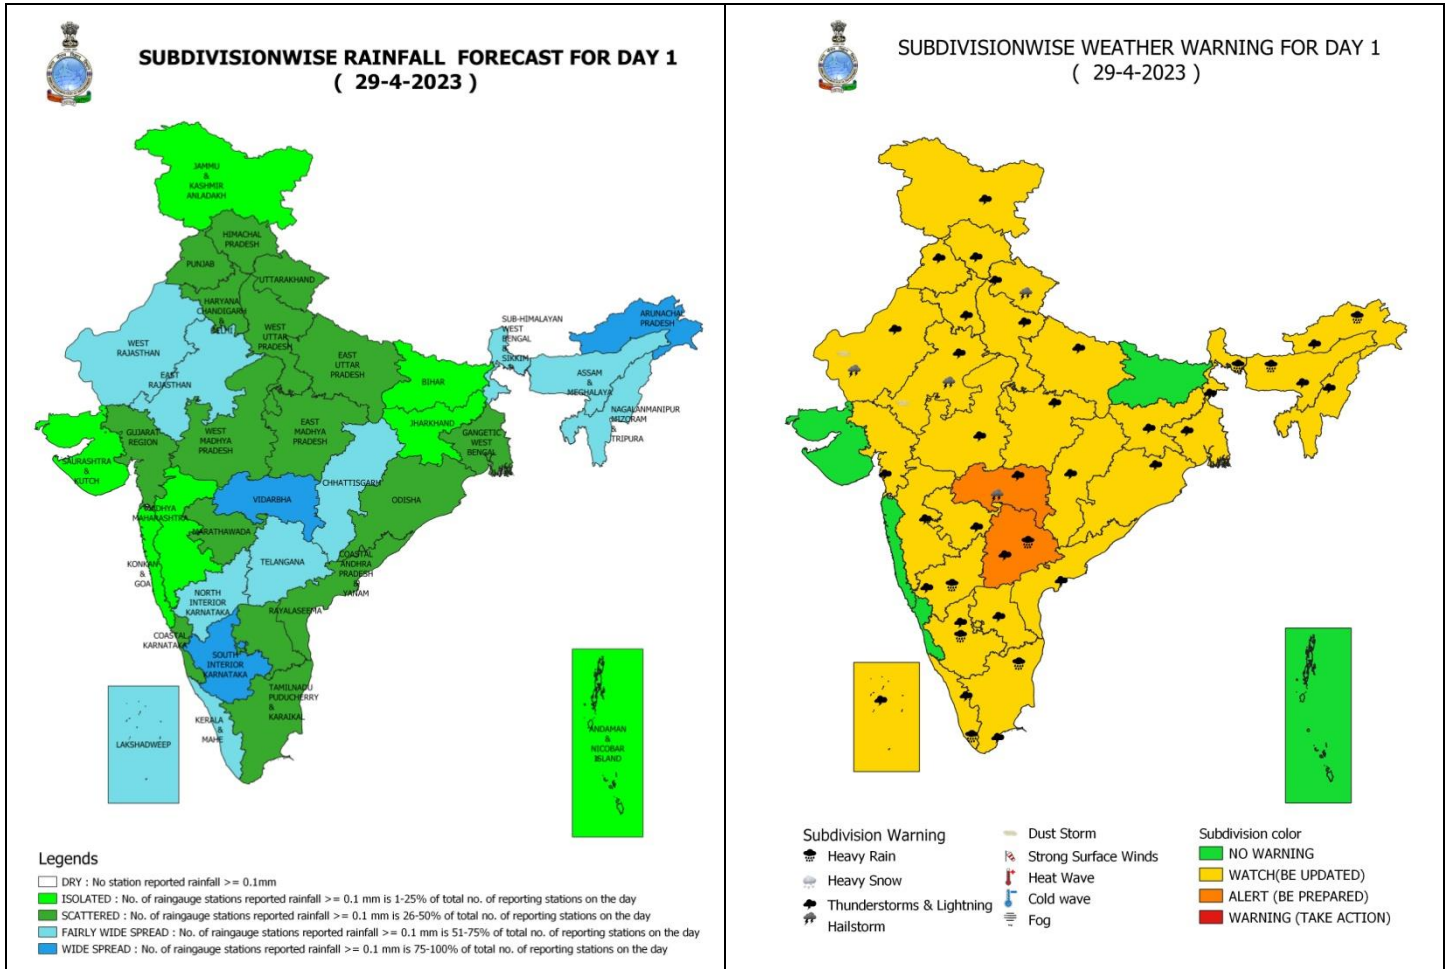 SUBDIVISIONWISE RAINFALL FORECAST FOR DAY 1
( 29-4-2023 )
JAMMU
&
KASHMIR
ANLADAKH
HIMACHAL
PRADESH
PUNJAB
UTTARAKHAND
HARYANA
CHANDIGARH
&
DELHI
WEST
UTTAR
PRADESH
WEST
RAJASTHAN
EAST
RAJASTHAN
EAST
UTTAR
PRADESH
BIHAR
SUB-HIMALAYAN
WEST
BENGAL
&
SIKKIM
ARUNACHAL
PRADESH
ASSAM
&
MEGHALAYA
NAGALANMANIPUR
MIZORAM
&
TRIPURA
JHARKHAND
GANGETIC
WEST
BENGAL
GUJARAT
REGION
WEST
MADHYA
PRADESH
EAST
MADHYA
PRADESH
SAURASHTRA
&
KUTCH
CHHATTISGARH
VIDARBHA
ODISHA
MADHYA
MAHARASHTRA
MARATHAWADA
KONKAN
&
GOA
TELANGANA
COASTAL
ANDHRA
PRADESH
&
YANAM
NORTH
INTERIOR
KARNATAKA
RAYALASEEMA
COASTAL
KARNATAKA
SOUTH
INTERIOR
KARNATAKA
TAMILNADU
PUDUCHERRY
&
KARAIKAL
KERALA
&
MAHE
LAKSHADWEEP
ANDAMAN
&
NICOBAR
ISLAND
Legends
DRY : No station reported rainfall >= 0.1mm
ISOLATED : No. of raingauge stations reported rainfall >= 0.1 mm is 1-25% of total no. of reporting stations on the day
SCATTERED : No. of raingauge stations reported rainfall >= 0.1 mm is 26-50% of total no. of reporting stations on the day
FAIRLY WIDE SPREAD : No. of raingauge stations reported rainfall >= 0.1 mm is 51-75% of total no. of reporting stations on the day
WIDE SPREAD : No. of raingauge stations reported rainfall >= 0.1 mm is 75-100% of total no. of reporting stations on the day
SUBDIVISIONWISE WEATHER WARNING FOR DAY 1
( 29-4-2023 )
Subdivision Warning
Heavy Rain
Heavy Snow
Thunderstorms & Lightning
Hailstorm
Dust Storm
Strong Surface Winds
Heat Wave
Cold wave
Fog
Subdivision color
NO WARNING
WATCH(BE UPDATED)
ALERT (BE PREPARED)
WARNING (TAKE ACTION)